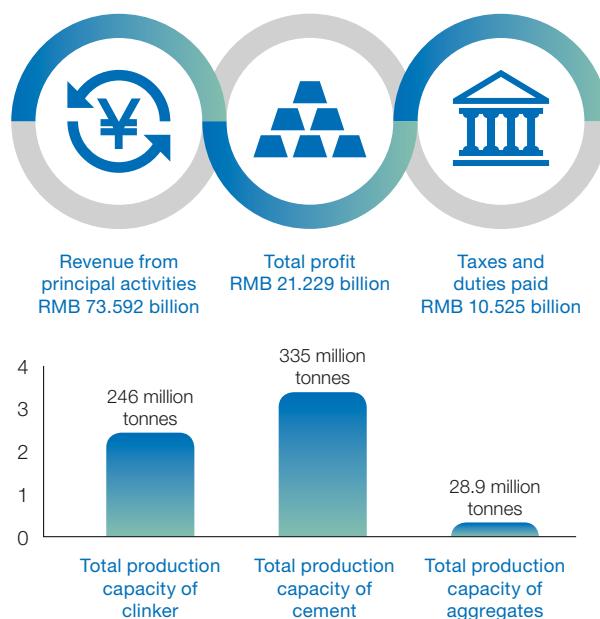 ¥
Revenue from
principal activities
RMB 73.592 billion
Total profit
RMB 21.229 billion
Taxes and
duties paid
RMB 10.525 billion
4
3
2
1
0
246 million
tonnes
335 million
tonnes
28.9 million
tonnes
Total production
capacity of
clinker
Total production
capacity of
cement
Total production
capacity of
aggregates